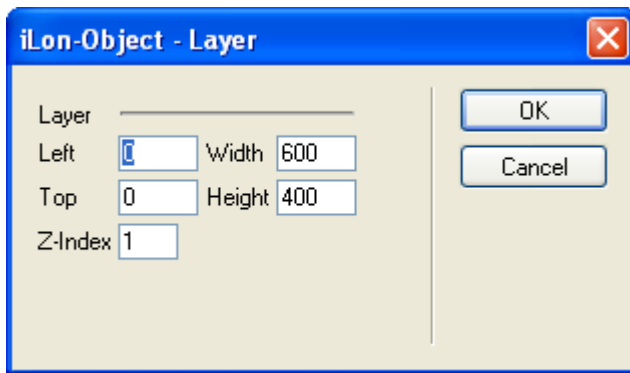 iLon-Object - Layer
Layer
Left 0 Width 600
Top 0 Height 400
Z-Index 1
OK
Cancel